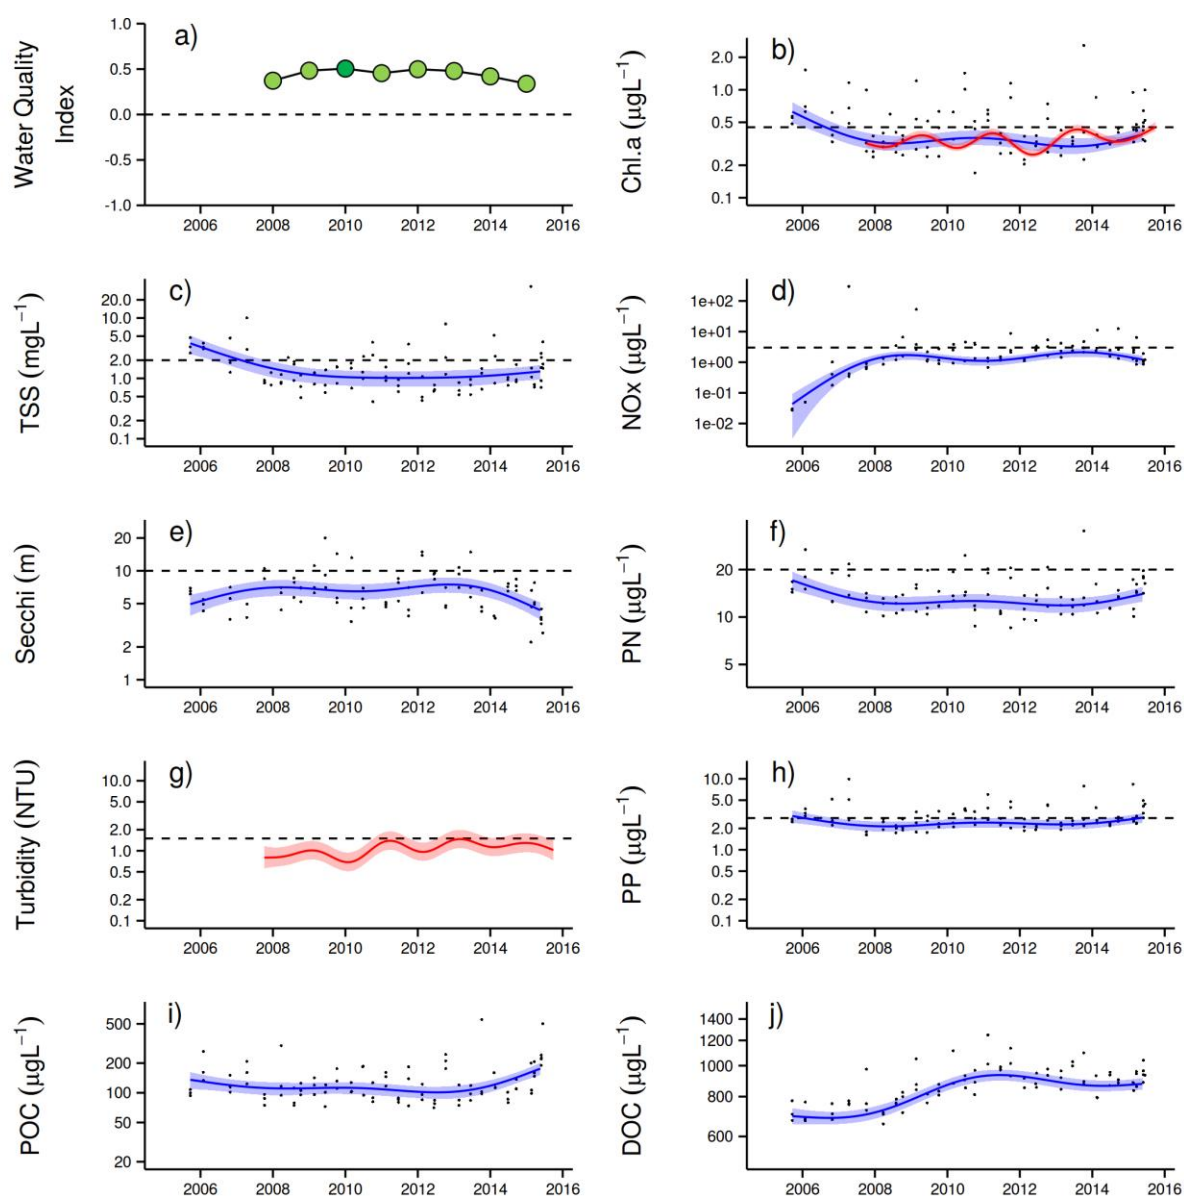 a)
Water Quality
Index
1.0
0.5
0.0
-0.5
-1.0
2006 2008 2010 2012 2014 2016
b)
Chl.a (µgL⁻¹)
2.0
1.0
0.5
0.2
0.1
2006 2008 2010 2012 2014 2016
c)
TSS (mgL⁻¹)
20.0
10.0
5.0
2.0
1.0
0.5
0.2
0.1
2006 2008 2010 2012 2014 2016
d)
NOx (µgL⁻¹)
1e+02
1e+01
1e+00
1e-01
1e-02
2006 2008 2010 2012 2014 2016
e)
Secchi (m)
20
10
5
2
1
2006 2008 2010 2012 2014 2016
f)
PN (µgL⁻¹)
20
10
5
2006 2008 2010 2012 2014 2016
g)
Turbidity (NTU)
10.0
5.0
2.0
1.0
0.5
0.2
0.1
2006 2008 2010 2012 2014 2016
h)
PP (µgL⁻¹)
10.0
5.0
2.0
1.0
0.5
0.2
0.1
2006 2008 2010 2012 2014 2016
i)
POC (µgL⁻¹)
500
200
100
50
20
2006 2008 2010 2012 2014 2016
j)
DOC (µgL⁻¹)
1400
1200
1000
800
600
2006 2008 2010 2012 2014 2016